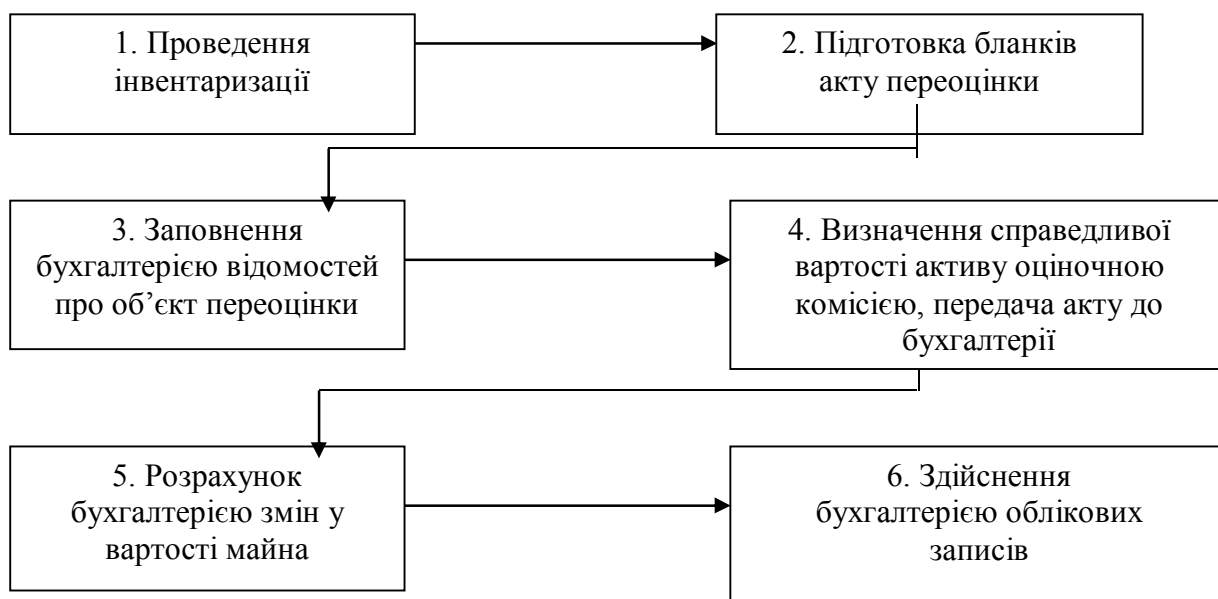 1. Проведення
інвентаризації
2. Підготовка бланків
акту переоцінки
3. Заповнення
бухгалтерією відомостей
про об’єкт переоцінки
4. Визначення справедливої
вартості активу оціночною
комісією, передача акту до
бухгалтерії
5. Розрахунок
бухгалтерією змін у
вартості майна
6. Здійснення
бухгалтерією облікових
записів